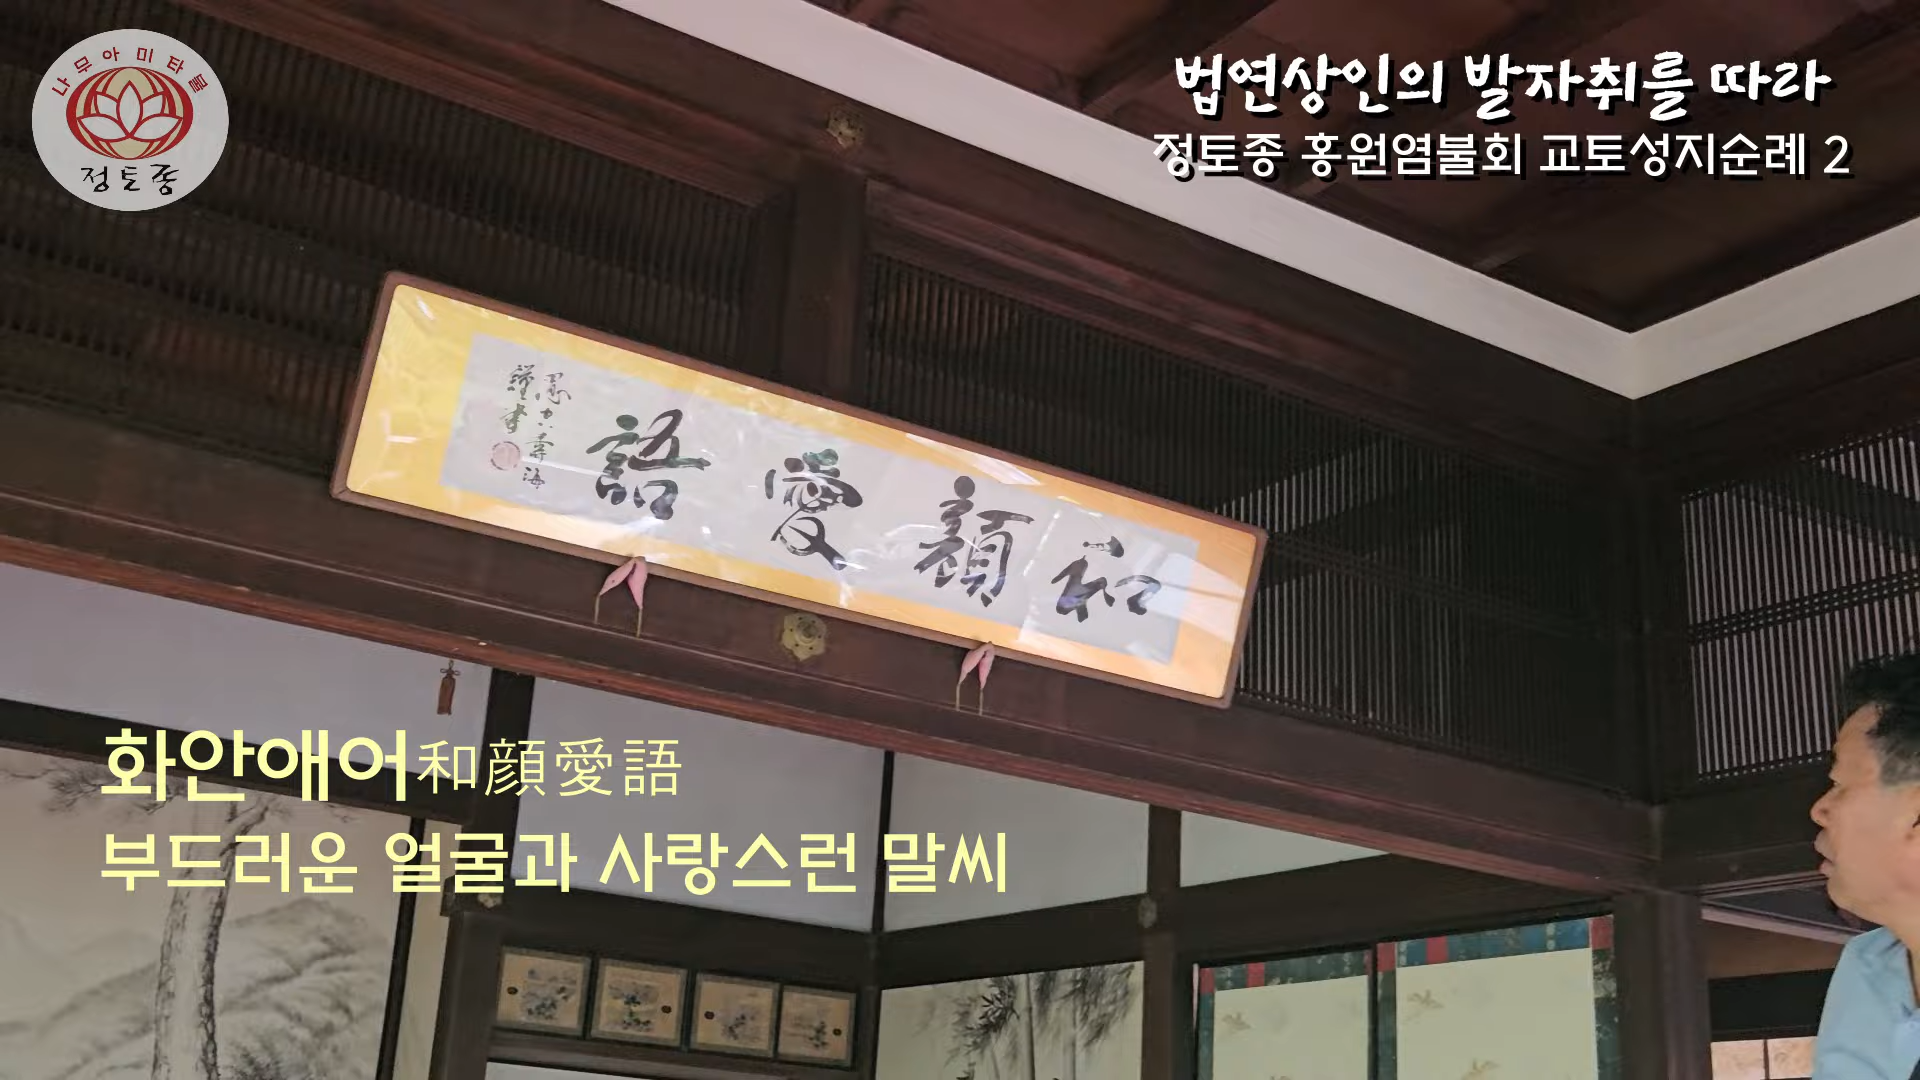 나무아미타불
정토종
법연상인의 발자취를 따라
정토종 홍원염불회 교토성지순례 2
和顔愛語
화안애어和顔愛語
부드러운 얼굴과 사랑스런 말씨